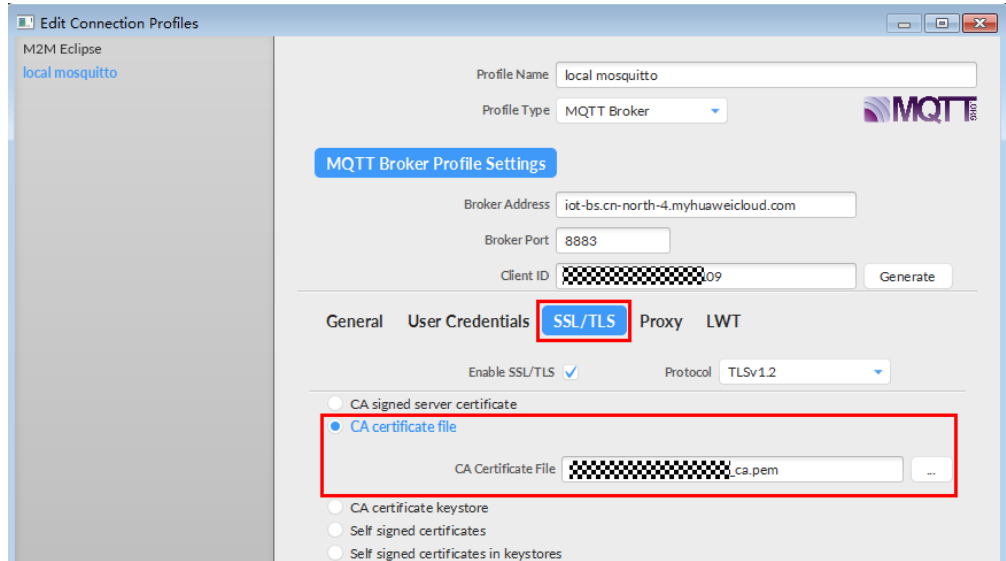 Edit Connection Profiles
M2M Eclipse
local mosquitto
Profile Name local mosquitto
Profile Type MQTT Broker
MQTT.ORG
MQTT Broker Profile Settings
Broker Address iot-bs.cn-north-4.myhuaweicloud.com
Broker Port 8883
Client ID 09 Generate
General User Credentials SSL/TLS Proxy LWT
Enable SSL/TLS Protocol TLSv1.2
CA signed server certificate
CA certificate file
CA Certificate File _ca.pem ...
CA certificate keystore
Self signed certificates
Self signed certificates in keystores